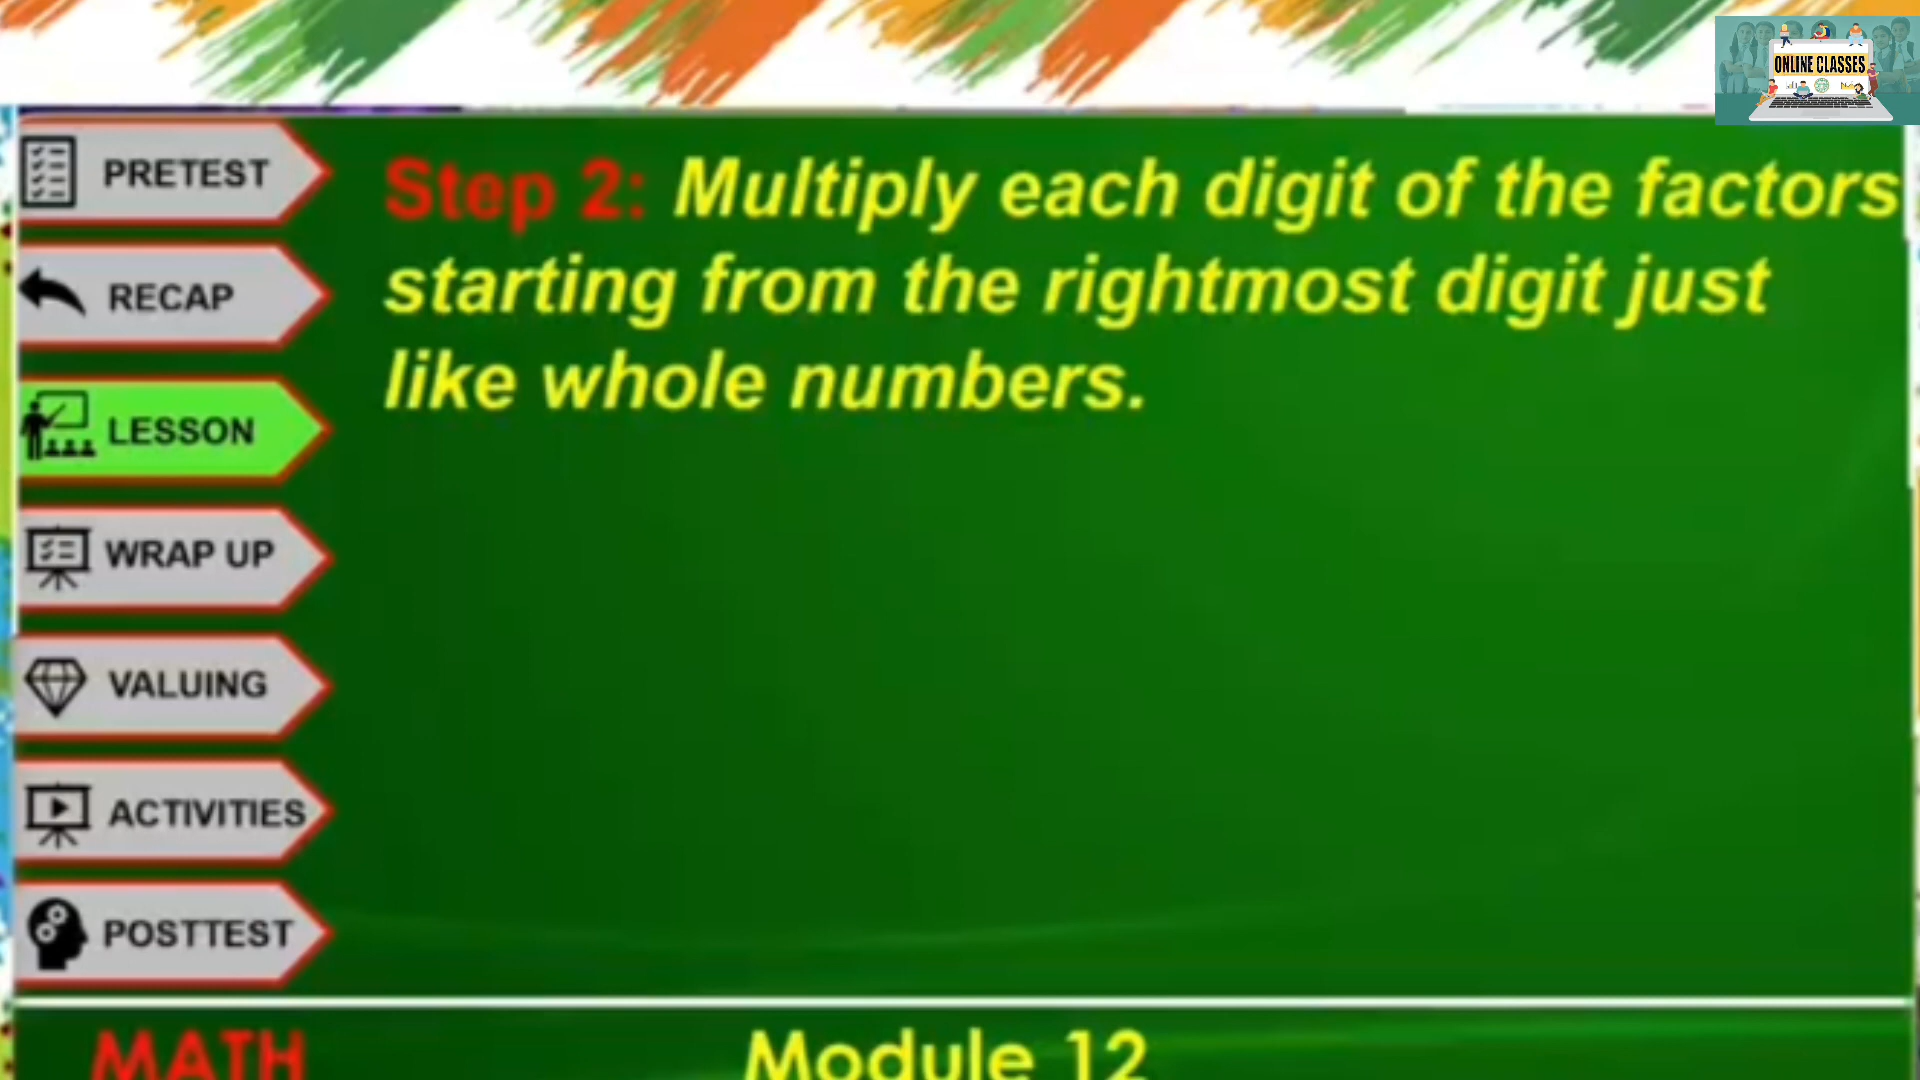 ONLINE CLASSES
PRETEST
RECAP
LESSON
WRAP UP
VALUING
ACTIVITIES
POSTTEST
Step 2: Multiply each digit of the factors
starting from the rightmost digit just
like whole numbers.
MATH
Module 12